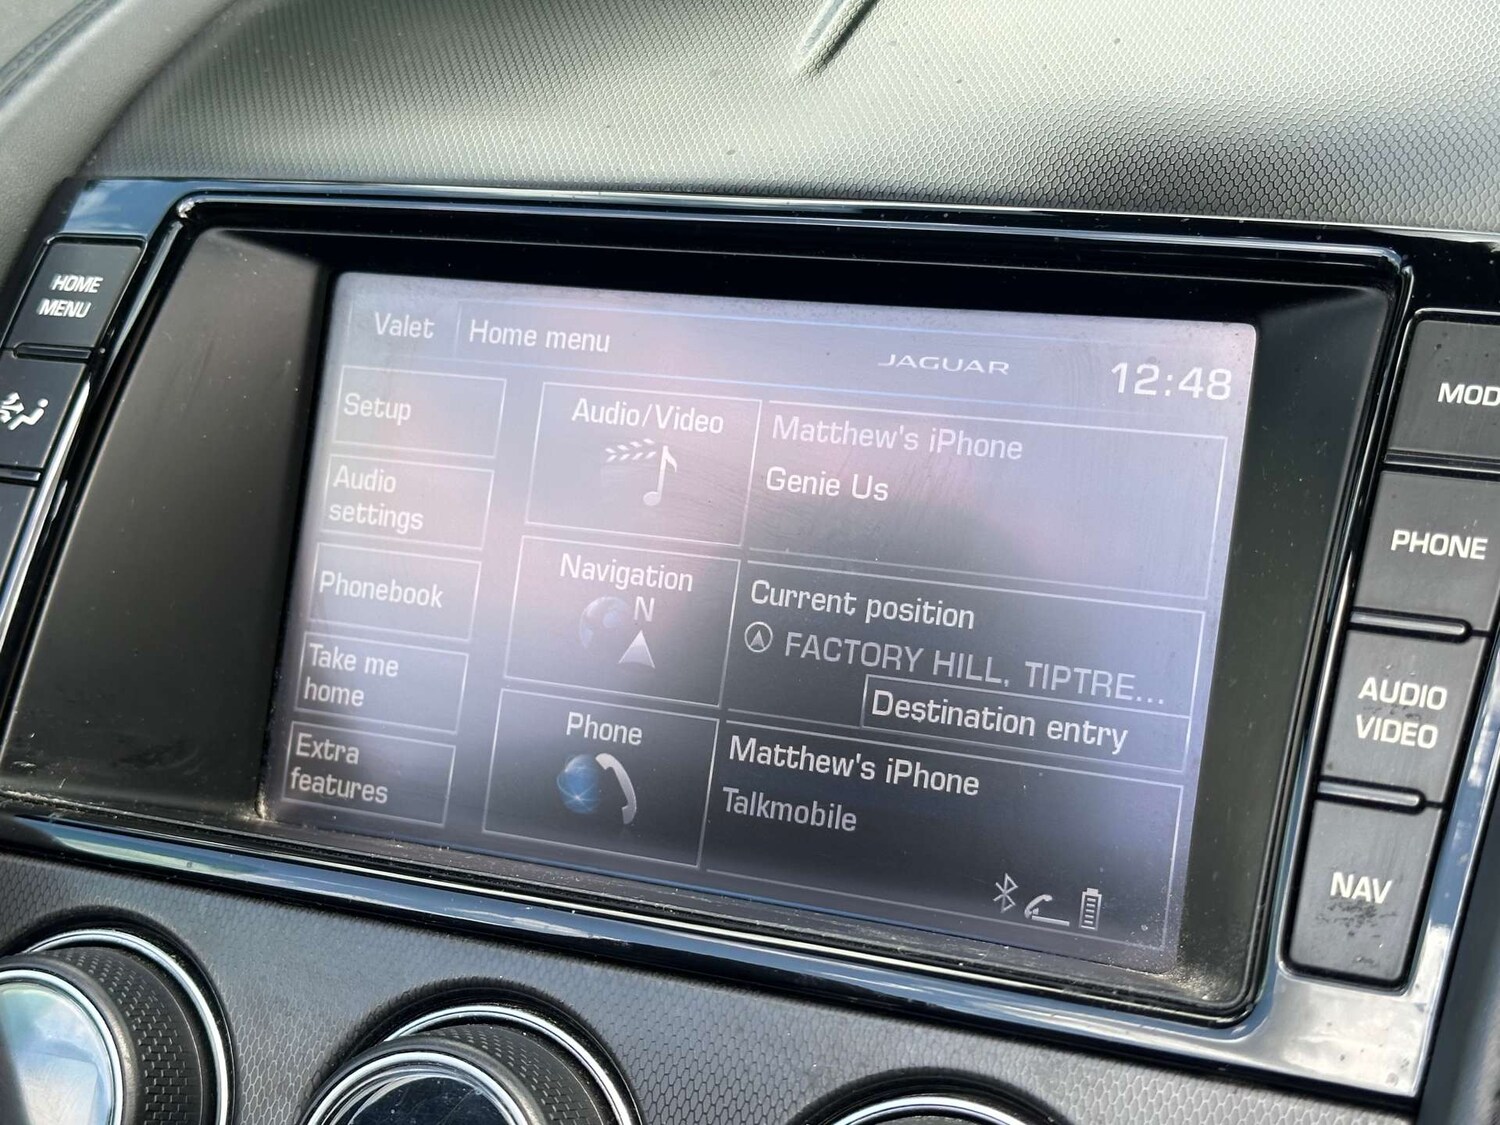 HOME
MENU
Valet
Home menu
JAGUAR
12:48
Setup
Audio
settings
Phonebook
Take me
home
Extra
features
Audio/Video
Matthew's iPhone
Genie Us
Navigation
N
Current position
FACTORY HILL, TIPTRE...
Destination entry
Phone
Matthew's iPhone
Talkmobile
MOD
PHONE
AUDIO
VIDEO
NAV